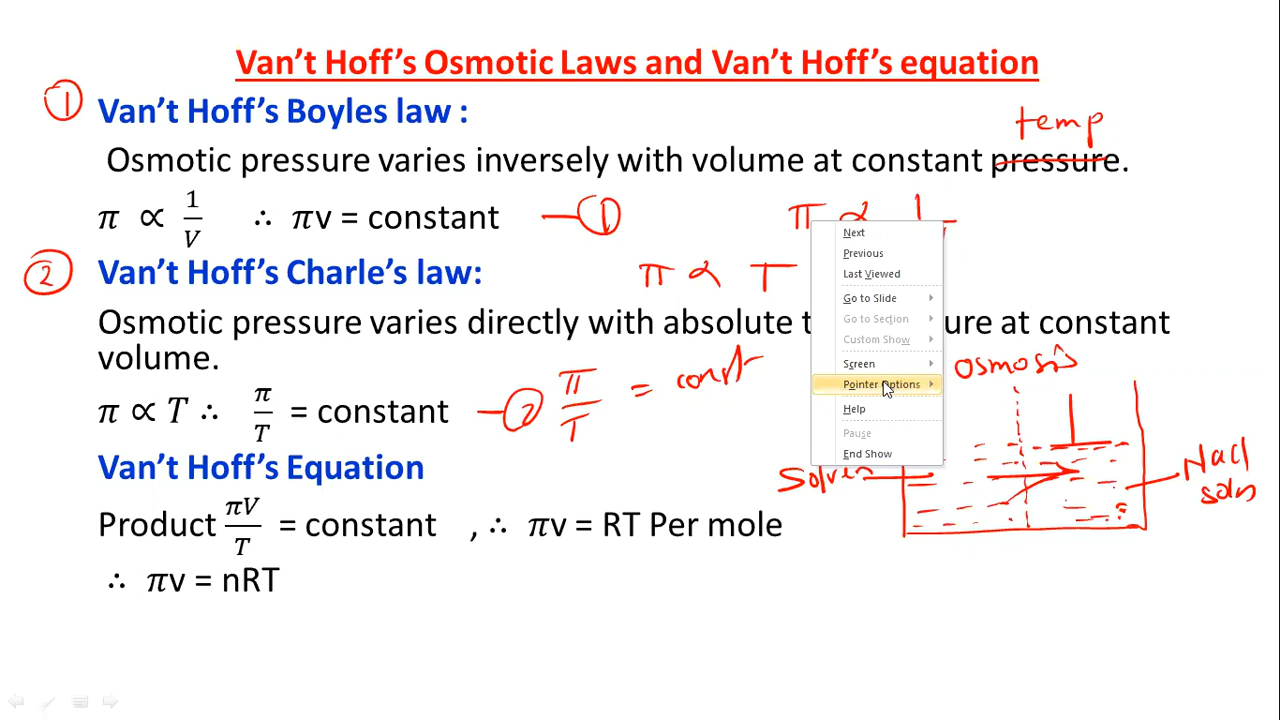 Van't Hoff's Osmotic Laws and Van't Hoff's equation
① Van't Hoff's Boyles law :
temp
Osmotic pressure varies inversely with volume at constant pressure.
π ∝ 1/V ∴ πv = constant —① π ∝ 1
② Van't Hoff's Charle's law: π ∝ T
Osmotic pressure varies directly with absolute t ure at constant
volume.
π ∝ T ∴ π/T = constant —② π/T = const
Van't Hoff's Equation
Product πV/T = constant , ∴ πv = RT Per mole
∴ πv = nRT
Next
Previous
Last Viewed
Go to Slide
Go to Section
Custom Show
Screen
Pointer Options
Help
Pause
End Show
Osmosis
Solven
Nacl
soln